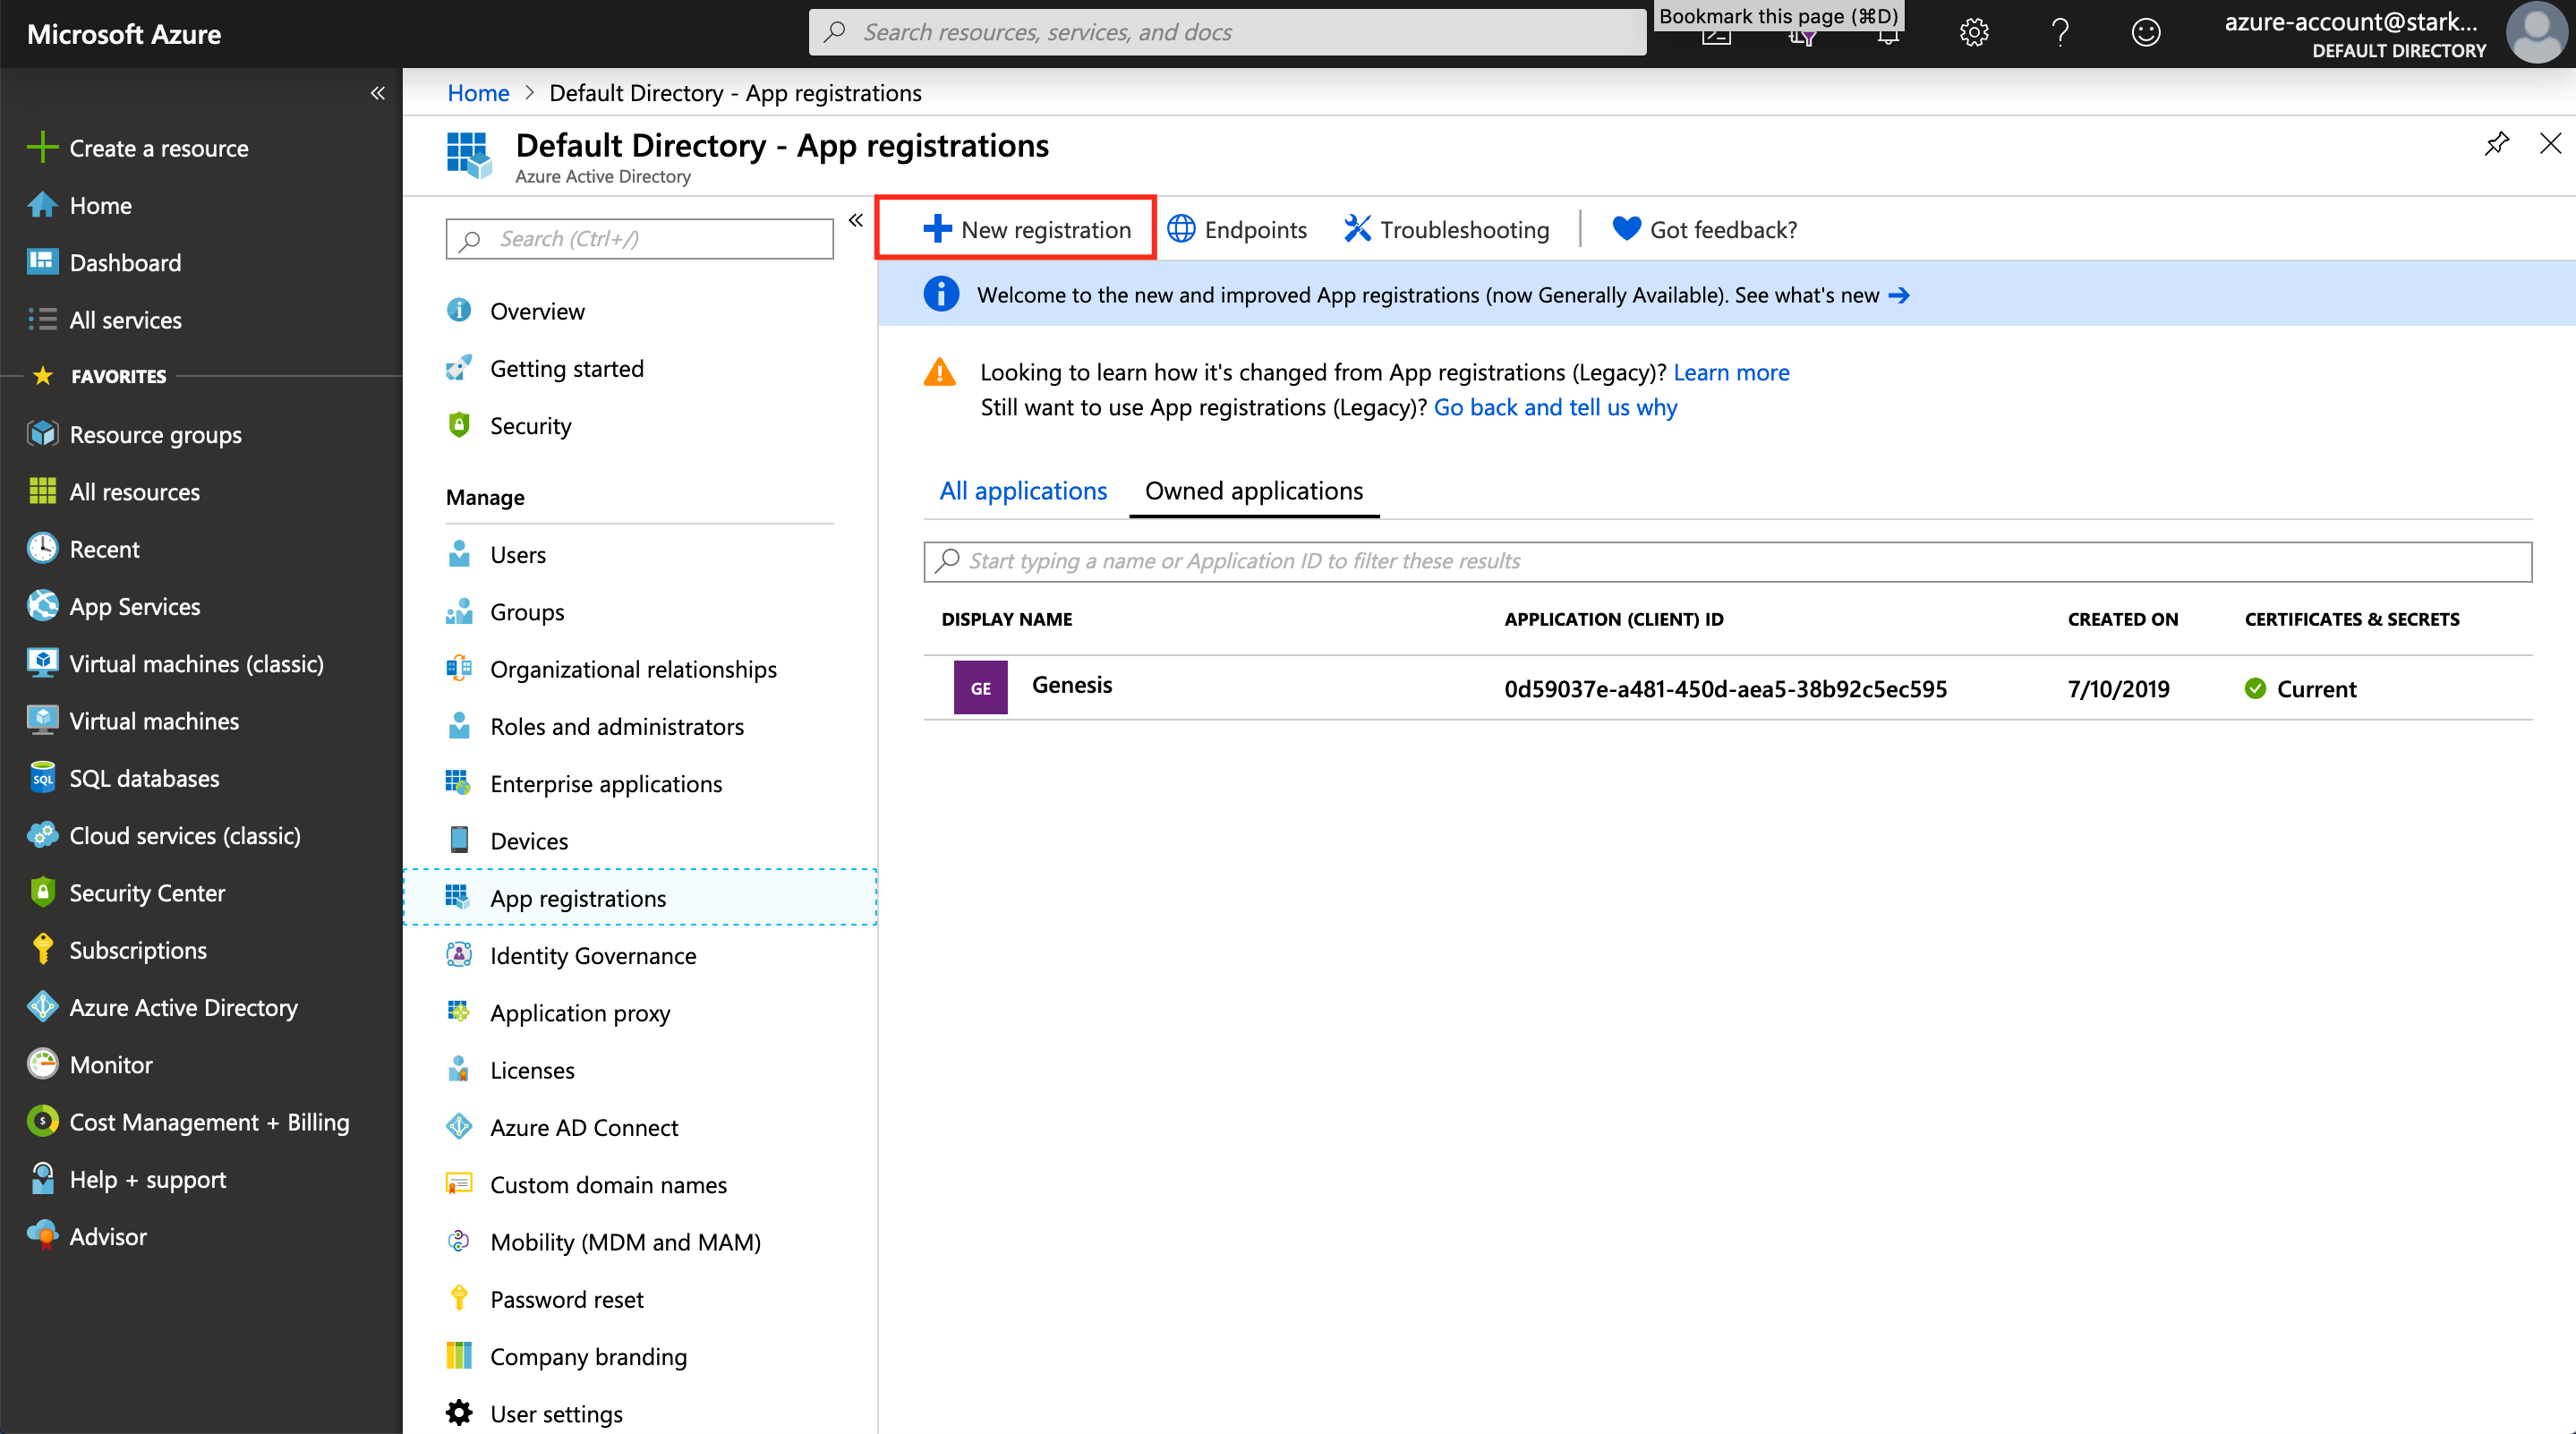 Microsoft Azure
Search resources, services, and docs
Bookmark this page (⌘D)
azure-account@stark...
DEFAULT DIRECTORY
Create a resource
Home
Dashboard
All services
FAVORITES
Resource groups
All resources
Recent
App Services
Virtual machines (classic)
Virtual machines
SQL
SQL databases
Cloud services (classic)
Security Center
Subscriptions
Azure Active Directory
Monitor
Cost Management + Billing
Help + support
Advisor
Home > Default Directory - App registrations
Default Directory - App registrations
Azure Active Directory
Search (Ctrl+/)
Overview
Getting started
Security
Manage
Users
Groups
Organizational relationships
Roles and administrators
Enterprise applications
Devices
App registrations
Identity Governance
Application proxy
Licenses
Azure AD Connect
Custom domain names
Mobility (MDM and MAM)
Password reset
Company branding
User settings
New registration Endpoints Troubleshooting Got feedback?
Welcome to the new and improved App registrations (now Generally Available). See what's new →
Looking to learn how it's changed from App registrations (Legacy)? Learn more
Still want to use App registrations (Legacy)? Go back and tell us why
All applications Owned applications
Start typing a name or Application ID to filter these results
DISPLAY NAME APPLICATION (CLIENT) ID CREATED ON CERTIFICATES & SECRETS
GE Genesis 0d59037e-a481-450d-aea5-38b92c5ec595 7/10/2019 Current